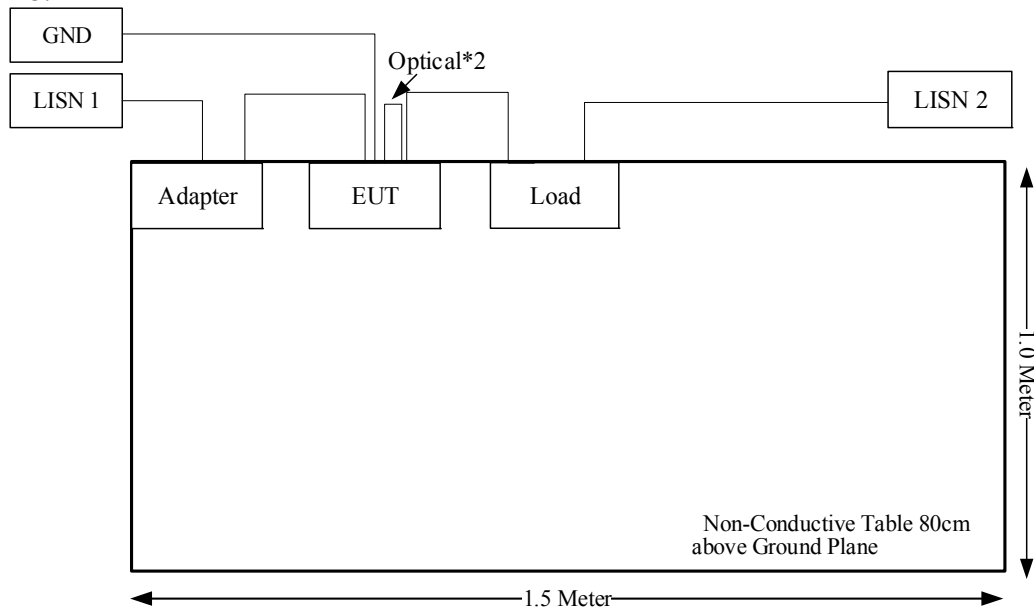 GND
Optical*2
LISN 1
LISN 2
Adapter
EUT
Load
1.0 Meter
Non-Conductive Table 80cm
above Ground Plane
1.5 Meter